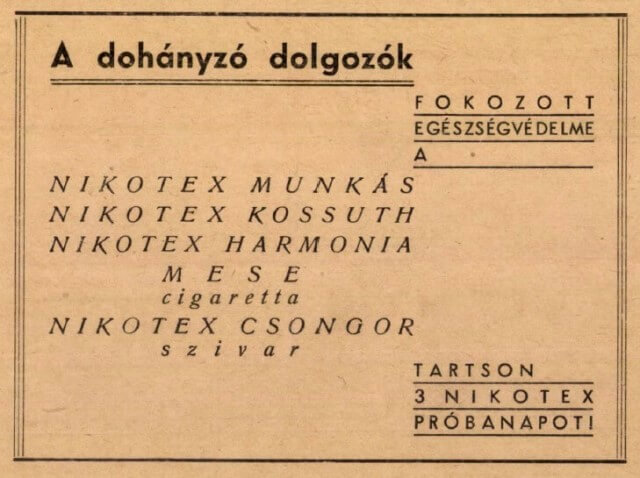 A dohányzó dolgozók
FOKOZOTT
EGÉSZSÉGVÉDELME
A
NIKOTEX MUNKÁS
NIKOTEX KOSSUTH
NIKOTEX HARMONIA
MESE
cigaretta
NIKOTEX CSONGOR
szivar
TARTSON
3 NIKOTEX
PRÓBANAPOT!